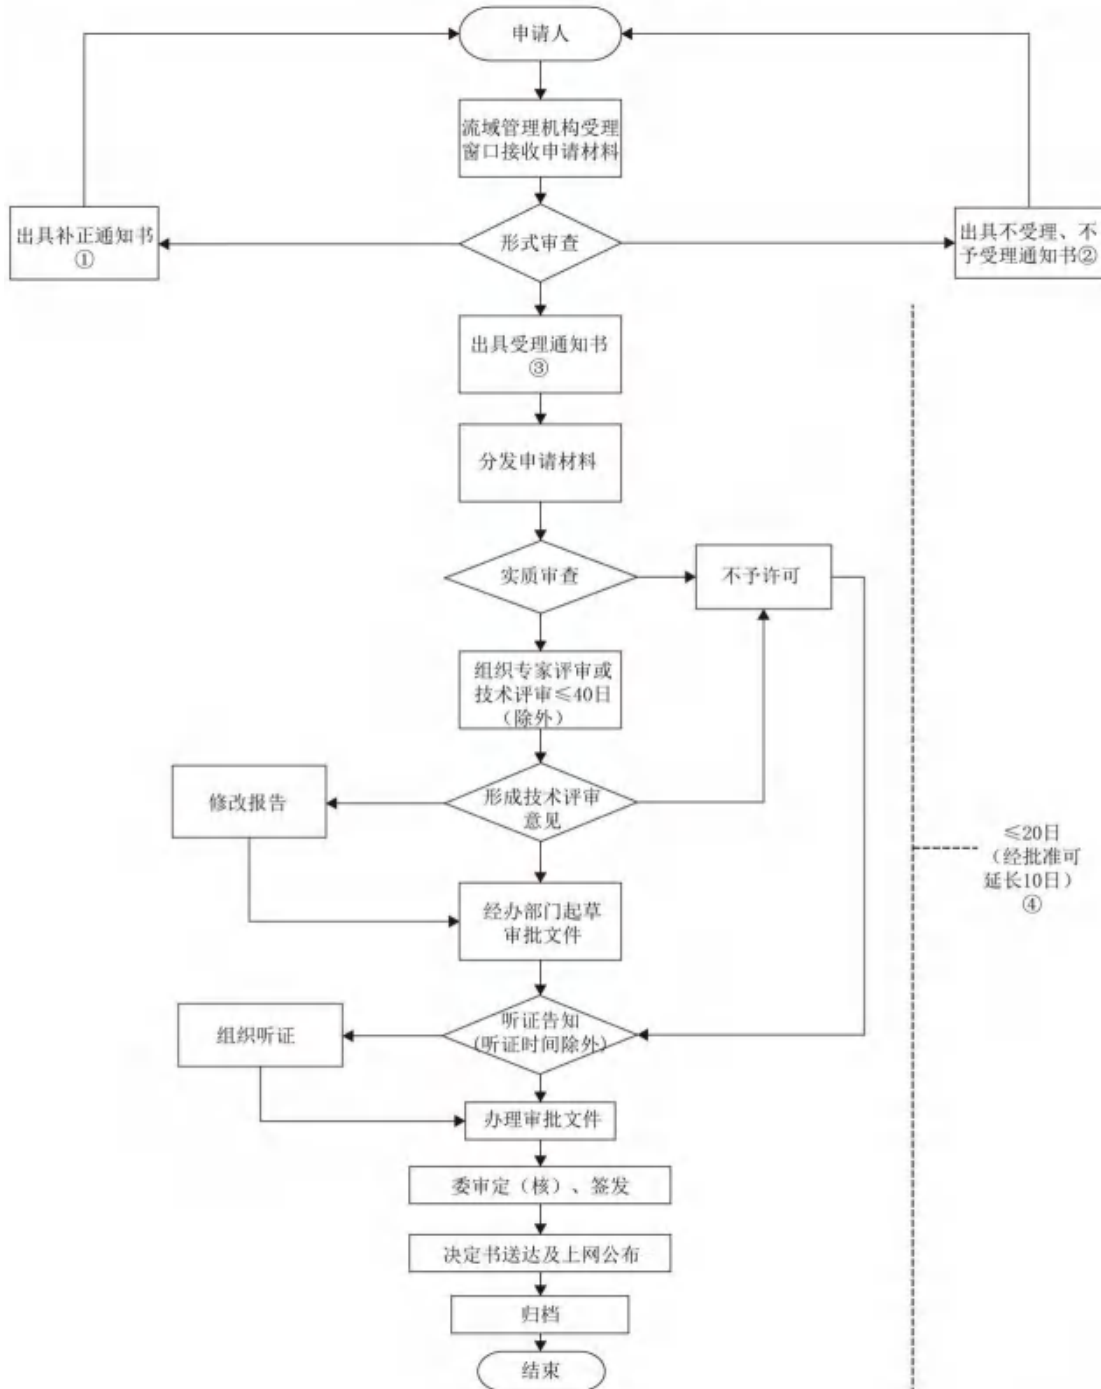 申请人
流域管理机构受理
窗口接收申请材料
出具补正通知书
①
形式审查
出具不受理、不
予受理通知书②
出具受理通知书
③
分发申请材料
实质审查
不予许可
组织专家评审或
技术评审≤40日
（除外）
修改报告
形成技术评审
意见
≤20日
（经批准可
延长10日）
④
经办部门起草
审批文件
组织听证
听证告知
(听证时间除外)
办理审批文件
委审定（核）、签发
决定书送达及上网公布
归档
结束